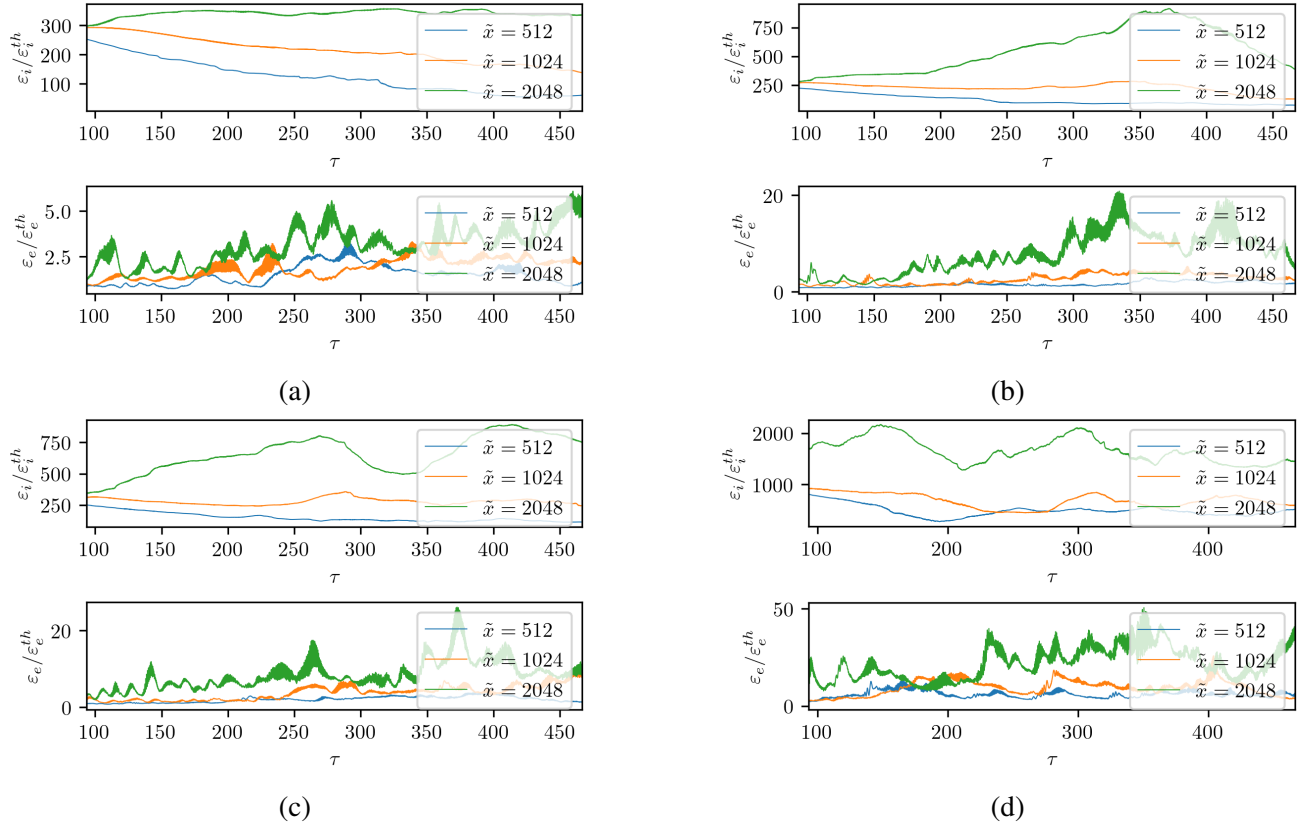 300
200
100
ε_i/ε_i^{th}
x̃ = 512
x̃ = 1024
x̃ = 2048
100 150 200 250 300 350 400 450
τ
5.0
2.5
ε_e/ε_e^{th}
x̃ = 512
x̃ = 1024
x̃ = 2048
100 150 200 250 300 350 400 450
τ
(a)
750
500
250
ε_i/ε_i^{th}
x̃ = 512
x̃ = 1024
x̃ = 2048
100 150 200 250 300 350 400 450
τ
20
0
ε_e/ε_e^{th}
x̃ = 512
x̃ = 1024
x̃ = 2048
100 150 200 250 300 350 400 450
τ
(b)
750
500
250
ε_i/ε_i^{th}
x̃ = 512
x̃ = 1024
x̃ = 2048
100 150 200 250 300 350 400 450
τ
20
0
ε_e/ε_e^{th}
x̃ = 512
x̃ = 1024
x̃ = 2048
100 150 200 250 300 350 400 450
τ
(c)
2000
1000
ε_i/ε_i^{th}
x̃ = 512
x̃ = 1024
x̃ = 2048
100 200 300 400
τ
50
0
ε_e/ε_e^{th}
x̃ = 512
x̃ = 1024
x̃ = 2048
100 200 300 400
τ
(d)